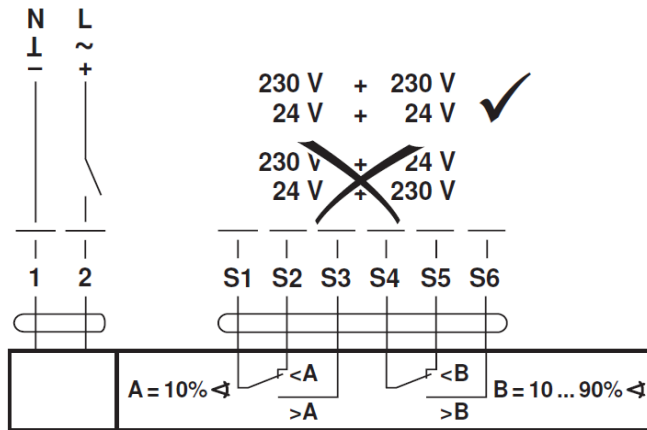 N L
⊥ ~
– +
230 V + 230 V
24 V + 24 V
230 V + 24 V
24 V + 230 V
1 2 S1 S2 S3 S4 S5 S6
A = 10% ∢ <A <B B = 10 ... 90% ∢
>A >B